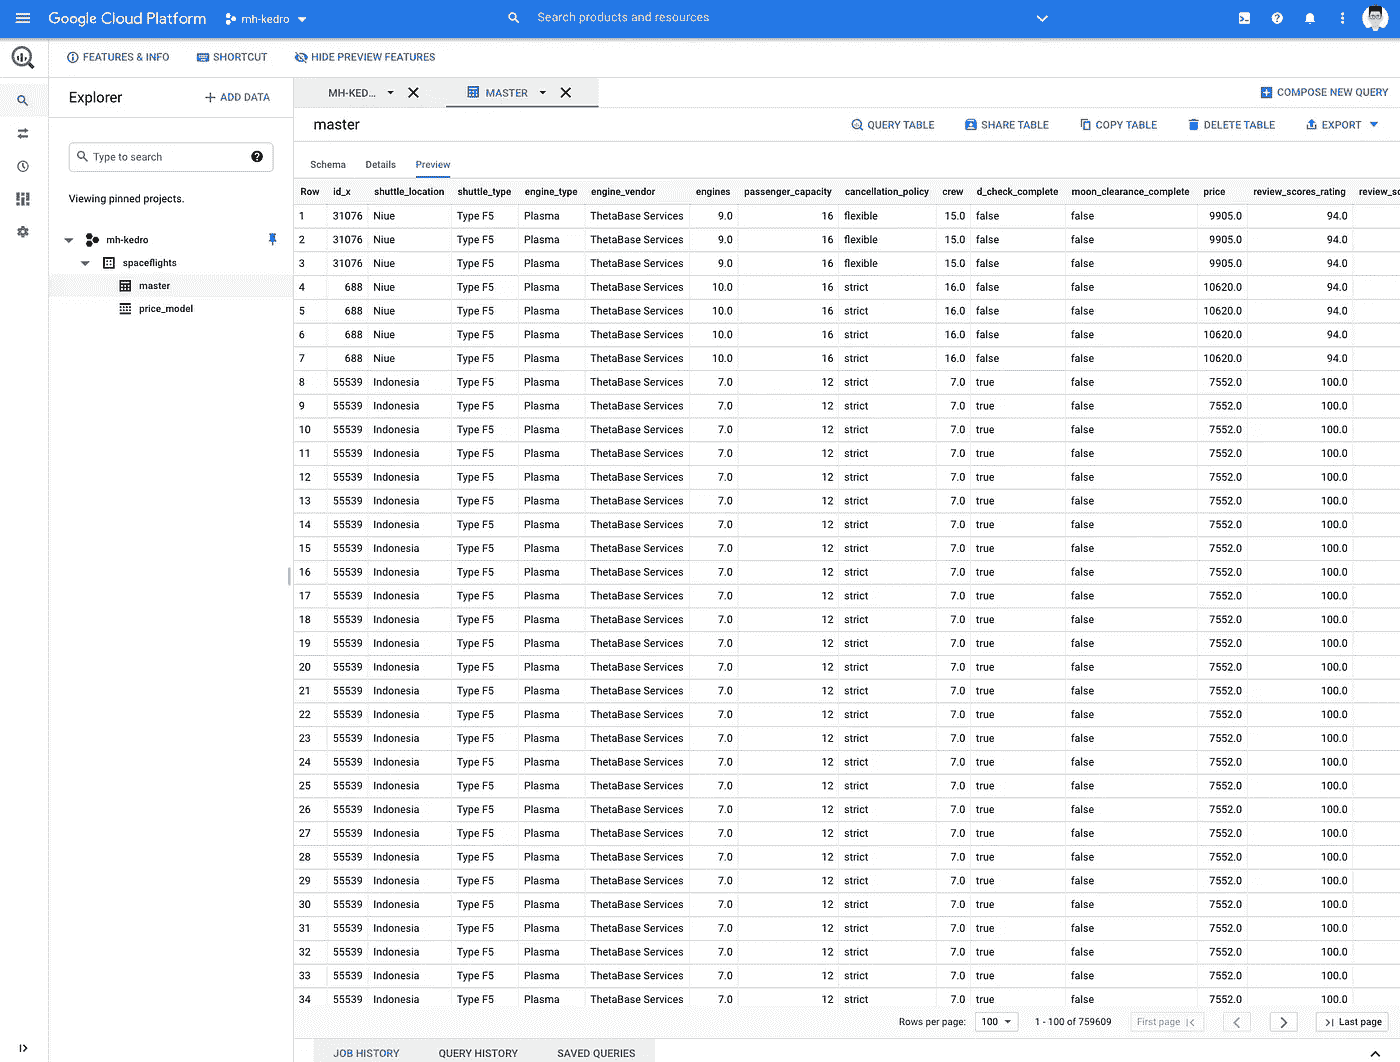 Google Cloud Platform mh-kedro Search products and resources
FEATURES & INFO SHORTCUT HIDE PREVIEW FEATURES
Explorer + ADD DATA MH-KED... MASTER COMPOSE NEW QUERY
master QUERY TABLE SHARE TABLE COPY TABLE DELETE TABLE EXPORT
Type to search
Schema Details Preview
Viewing pinned projects.
mh-kedro
spaceflights
master
price_model
Row id_x shuttle_location shuttle_type engine_type engine_vendor engines passenger_capacity cancellation_policy crew d_check_complete moon_clearance_complete price review_scores_rating review_sc
1 31076 Niue Type F5 Plasma ThetaBase Services 9.0 16 flexible 15.0 false false 9905.0 94.0
2 31076 Niue Type F5 Plasma ThetaBase Services 9.0 16 flexible 15.0 false false 9905.0 94.0
3 31076 Niue Type F5 Plasma ThetaBase Services 9.0 16 flexible 15.0 false false 9905.0 94.0
4 688 Niue Type F5 Plasma ThetaBase Services 10.0 16 strict 16.0 false false 10620.0 94.0
5 688 Niue Type F5 Plasma ThetaBase Services 10.0 16 strict 16.0 false false 10620.0 94.0
6 688 Niue Type F5 Plasma ThetaBase Services 10.0 16 strict 16.0 false false 10620.0 94.0
7 688 Niue Type F5 Plasma ThetaBase Services 10.0 16 strict 16.0 false false 10620.0 94.0
8 55539 Indonesia Type F5 Plasma ThetaBase Services 7.0 12 strict 7.0 true false 7552.0 100.0
9 55539 Indonesia Type F5 Plasma ThetaBase Services 7.0 12 strict 7.0 true false 7552.0 100.0
10 55539 Indonesia Type F5 Plasma ThetaBase Services 7.0 12 strict 7.0 true false 7552.0 100.0
11 55539 Indonesia Type F5 Plasma ThetaBase Services 7.0 12 strict 7.0 true false 7552.0 100.0
12 55539 Indonesia Type F5 Plasma ThetaBase Services 7.0 12 strict 7.0 true false 7552.0 100.0
13 55539 Indonesia Type F5 Plasma ThetaBase Services 7.0 12 strict 7.0 true false 7552.0 100.0
14 55539 Indonesia Type F5 Plasma ThetaBase Services 7.0 12 strict 7.0 true false 7552.0 100.0
15 55539 Indonesia Type F5 Plasma ThetaBase Services 7.0 12 strict 7.0 true false 7552.0 100.0
16 55539 Indonesia Type F5 Plasma ThetaBase Services 7.0 12 strict 7.0 true false 7552.0 100.0
17 55539 Indonesia Type F5 Plasma ThetaBase Services 7.0 12 strict 7.0 true false 7552.0 100.0
18 55539 Indonesia Type F5 Plasma ThetaBase Services 7.0 12 strict 7.0 true false 7552.0 100.0
19 55539 Indonesia Type F5 Plasma ThetaBase Services 7.0 12 strict 7.0 true false 7552.0 100.0
20 55539 Indonesia Type F5 Plasma ThetaBase Services 7.0 12 strict 7.0 true false 7552.0 100.0
21 55539 Indonesia Type F5 Plasma ThetaBase Services 7.0 12 strict 7.0 true false 7552.0 100.0
22 55539 Indonesia Type F5 Plasma ThetaBase Services 7.0 12 strict 7.0 true false 7552.0 100.0
23 55539 Indonesia Type F5 Plasma ThetaBase Services 7.0 12 strict 7.0 true false 7552.0 100.0
24 55539 Indonesia Type F5 Plasma ThetaBase Services 7.0 12 strict 7.0 true false 7552.0 100.0
25 55539 Indonesia Type F5 Plasma ThetaBase Services 7.0 12 strict 7.0 true false 7552.0 100.0
26 55539 Indonesia Type F5 Plasma ThetaBase Services 7.0 12 strict 7.0 true false 7552.0 100.0
27 55539 Indonesia Type F5 Plasma ThetaBase Services 7.0 12 strict 7.0 true false 7552.0 100.0
28 55539 Indonesia Type F5 Plasma ThetaBase Services 7.0 12 strict 7.0 true false 7552.0 100.0
29 55539 Indonesia Type F5 Plasma ThetaBase Services 7.0 12 strict 7.0 true false 7552.0 100.0
30 55539 Indonesia Type F5 Plasma ThetaBase Services 7.0 12 strict 7.0 true false 7552.0 100.0
31 55539 Indonesia Type F5 Plasma ThetaBase Services 7.0 12 strict 7.0 true false 7552.0 100.0
32 55539 Indonesia Type F5 Plasma ThetaBase Services 7.0 12 strict 7.0 true false 7552.0 100.0
33 55539 Indonesia Type F5 Plasma ThetaBase Services 7.0 12 strict 7.0 true false 7552.0 100.0
34 55539 Indonesia Type F5 Plasma ThetaBase Services 7.0 12 strict 7.0 true false 7552.0 100.0
Rows per page: 100 1 - 100 of 759609 First page Last page
JOB HISTORY QUERY HISTORY SAVED QUERIES